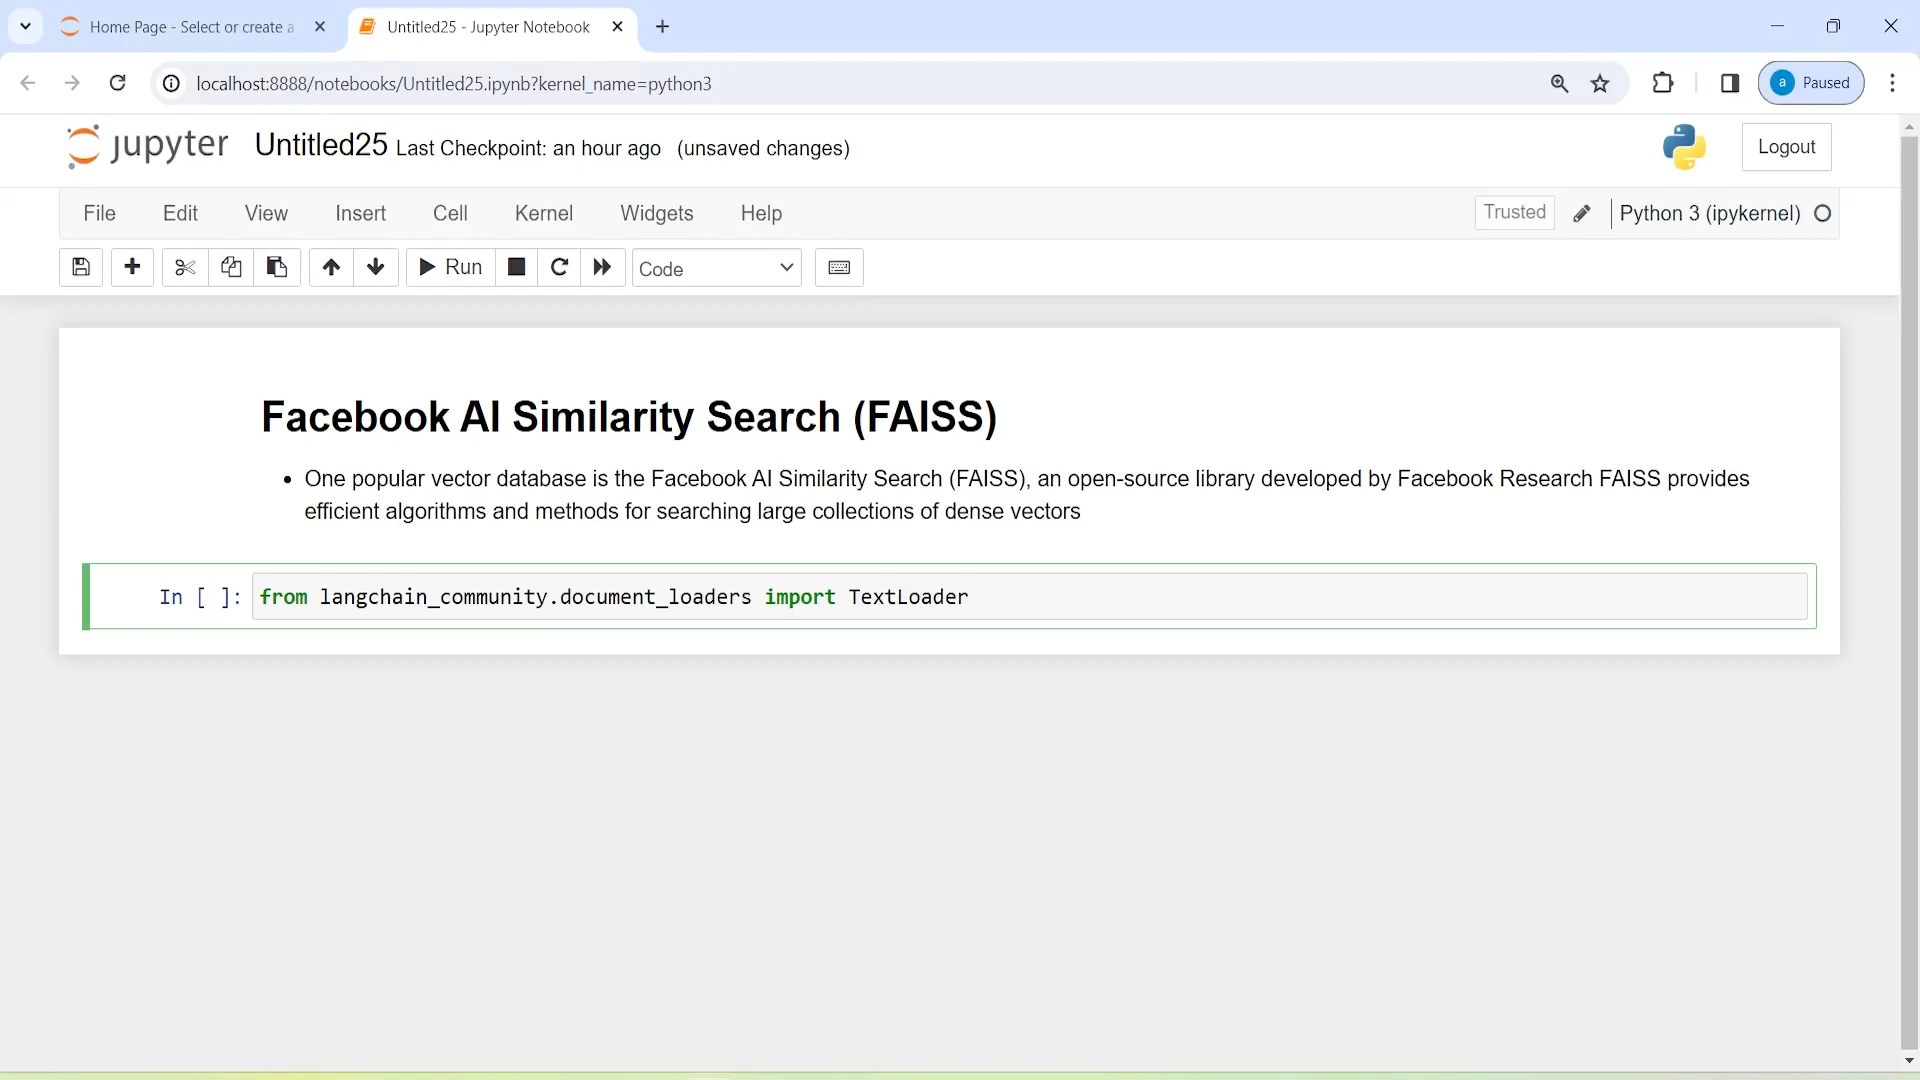 Home Page - Select or create a
Untitled25 - Jupyter Notebook
localhost:8888/notebooks/Untitled25.ipynb?kernel_name=python3
a Paused
jupyter Untitled25 Last Checkpoint: an hour ago (unsaved changes)
Logout
File Edit View Insert Cell Kernel Widgets Help
Trusted Python 3 (ipykernel)
Run Code
Facebook AI Similarity Search (FAISS)
• One popular vector database is the Facebook AI Similarity Search (FAISS), an open-source library developed by Facebook Research FAISS provides
efficient algorithms and methods for searching large collections of dense vectors
In [ ]: from langchain_community.document_loaders import TextLoader